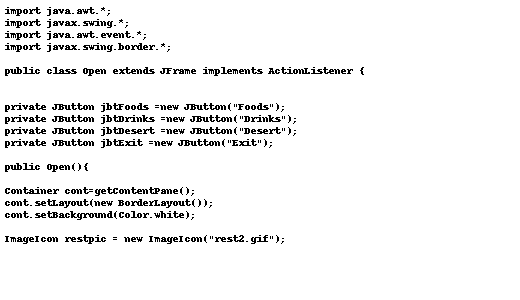 import java.awt.*;
import javax.swing.*;
import java.awt.event.*;
import javax.swing.border.*;
public class Open extends JFrame implements ActionListener {
private JButton jbtFoods =new JButton("Foods");
private JButton jbtDrinks =new JButton("Drinks");
private JButton jbtDesert =new JButton("Desert");
private JButton jbtExit =new JButton("Exit");
public Open(){
Container cont=getContentPane();
cont.setLayout(new BorderLayout());
cont.setBackground(Color.white);
ImageIcon restpic = new ImageIcon("rest2.gif");